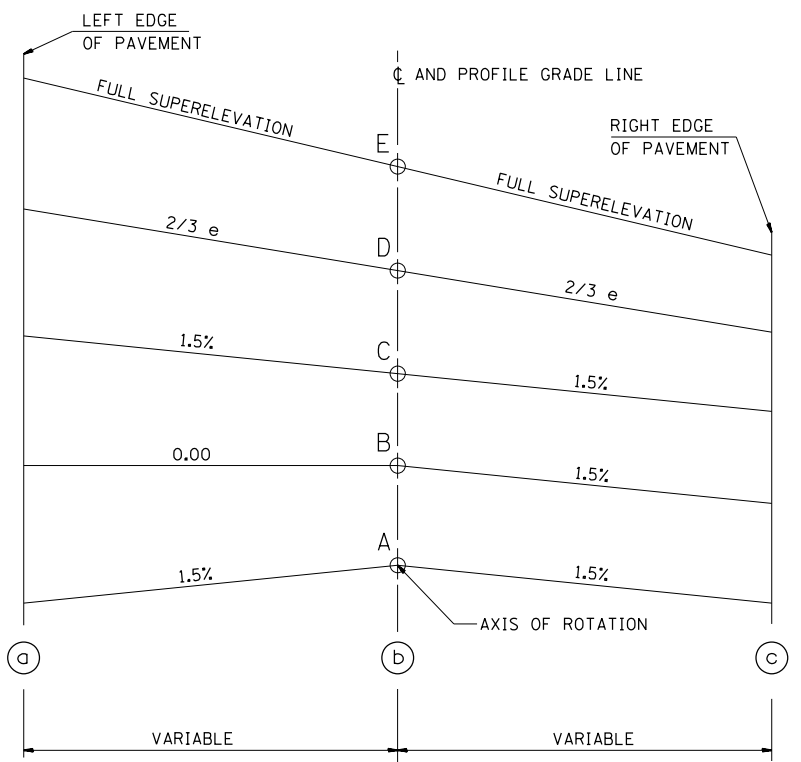 LEFT EDGE
OF PAVEMENT
℄ AND PROFILE GRADE LINE
FULL SUPERELEVATION
RIGHT EDGE
OF PAVEMENT
E
FULL SUPERELEVATION
2/3 e
D
2/3 e
1.5%
C
1.5%
0.00
B
1.5%
A
1.5%
1.5%
AXIS OF ROTATION
a
b
c
VARIABLE
VARIABLE